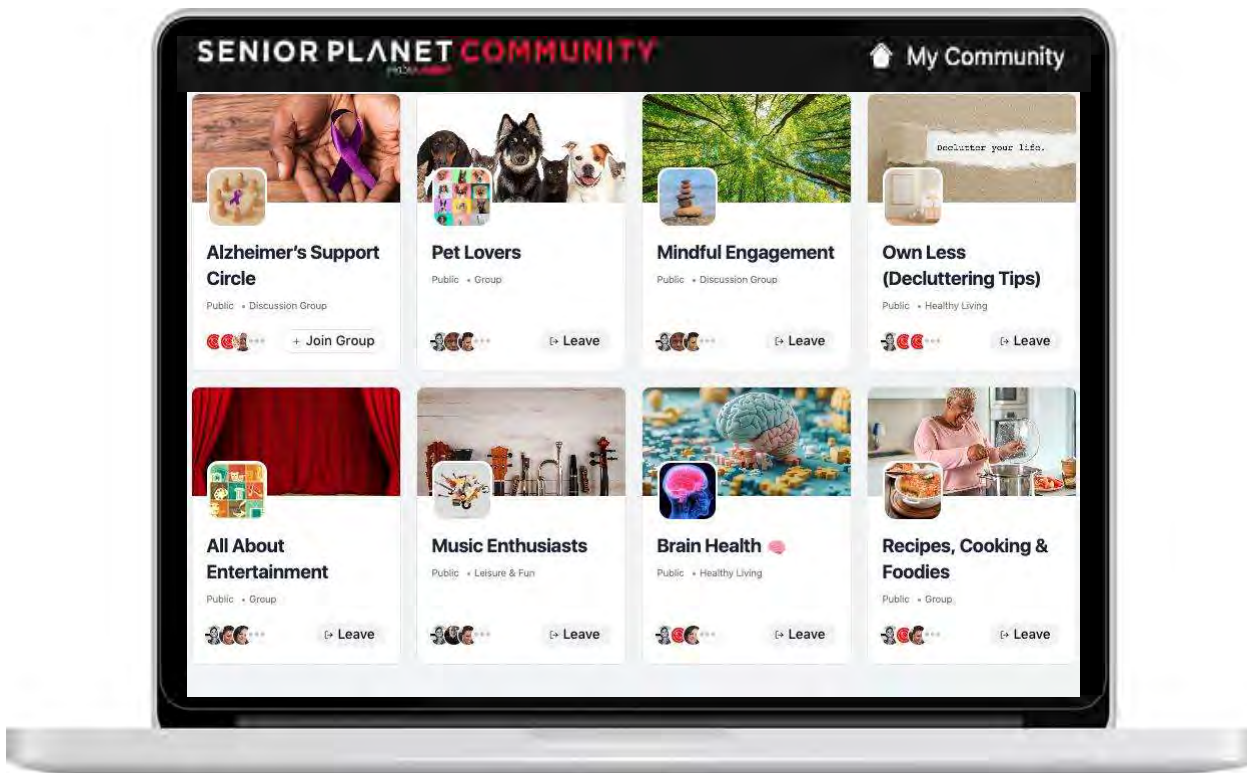 SENIOR PLANET COMMUNITY
My Community
Declutter your life.
Alzheimer's Support
Circle
Public • Discussion Group
+ Join Group
Pet Lovers
Public • Group
Leave
Mindful Engagement
Public • Discussion Group
Leave
Own Less
(Decluttering Tips)
Public • Healthy Living
Leave
All About
Entertainment
Public • Group
Leave
Music Enthusiasts
Public • Leisure & Fun
Leave
Brain Health 🧠
Public • Healthy Living
Leave
Recipes, Cooking &
Foodies
Public • Group
Leave